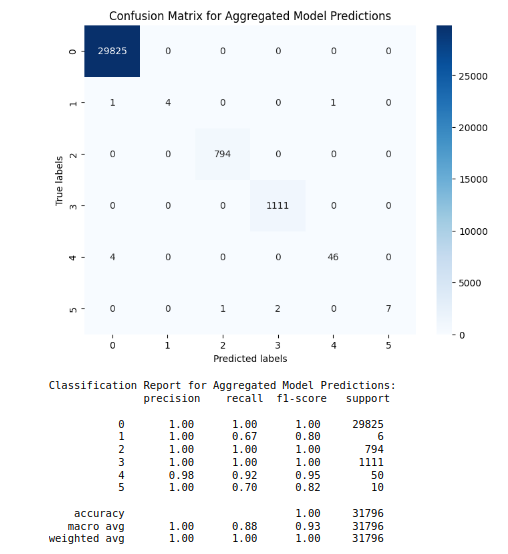 Confusion Matrix for Aggregated Model Predictions
0 29825 0 0 0 0 0
1 1 4 0 0 1 0
2 0 0 794 0 0 0
3 0 0 0 1111 0 0
4 4 0 0 0 46 0
5 0 0 1 2 0 7
0 1 2 3 4 5
Predicted labels
True labels
25000
20000
15000
10000
5000
0
Classification Report for Aggregated Model Predictions:
precision recall f1-score support
0 1.00 1.00 1.00 29825
1 1.00 0.67 0.80 6
2 1.00 1.00 1.00 794
3 1.00 1.00 1.00 1111
4 0.98 0.92 0.95 50
5 1.00 0.70 0.82 10
accuracy 1.00 31796
macro avg 1.00 0.88 0.93 31796
weighted avg 1.00 1.00 1.00 31796